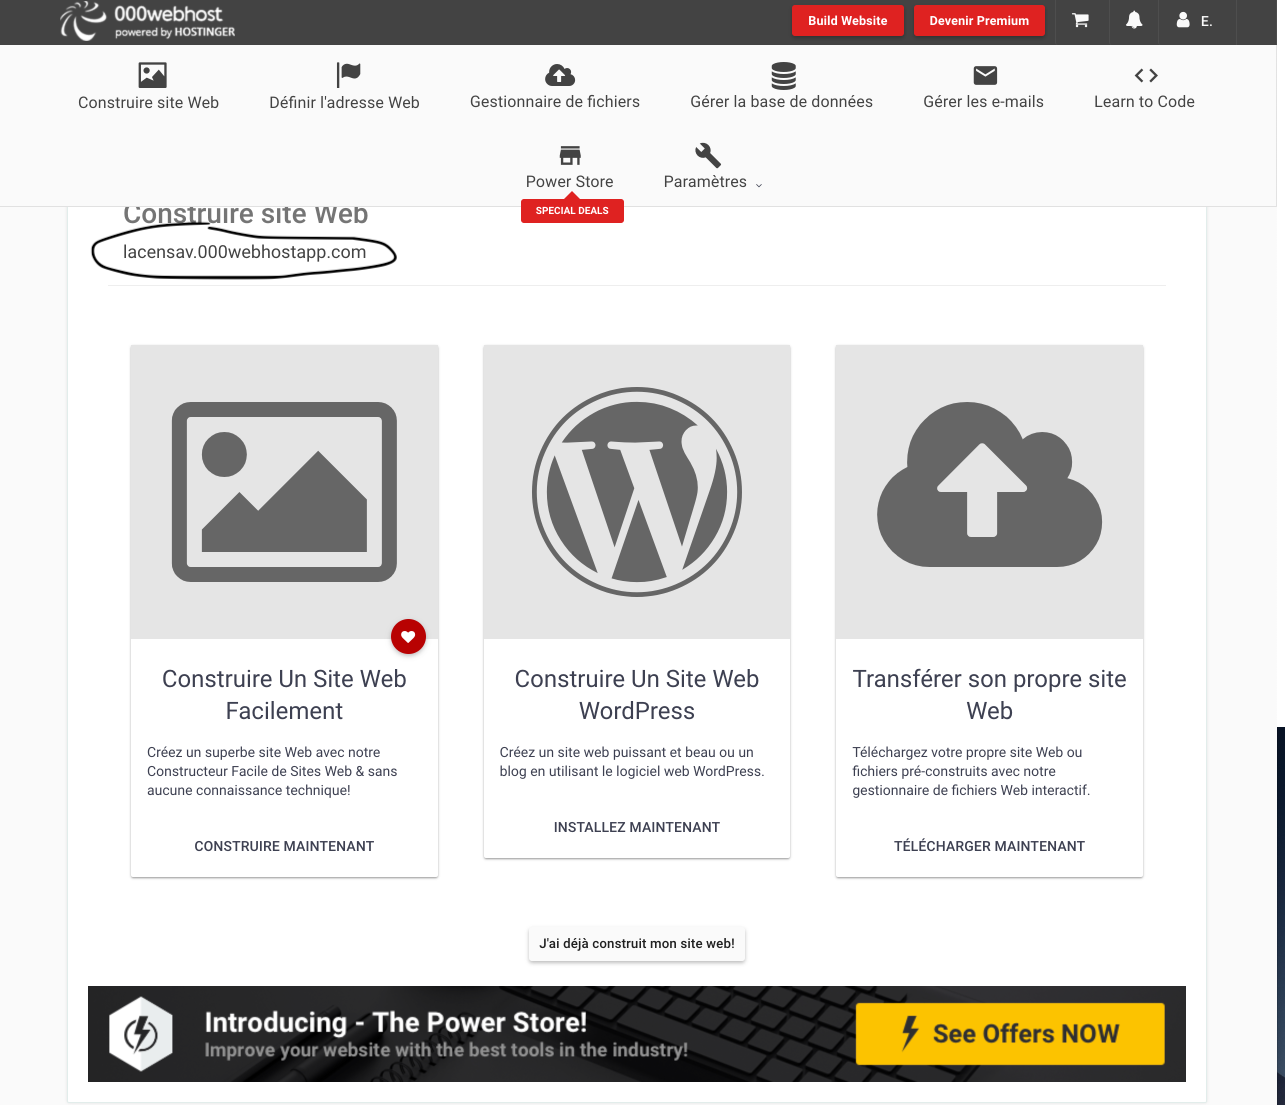 000webhost
powered by HOSTINGER
Build Website
Devenir Premium
E.
Construire site Web
Définir l'adresse Web
Gestionnaire de fichiers
Gérer la base de données
Gérer les e-mails
Learn to Code
Power Store
Paramètres
SPECIAL DEALS
Construire site Web
lacensav.000webhostapp.com
Construire Un Site Web
Facilement
Créez un superbe site Web avec notre
Constructeur Facile de Sites Web & sans
aucune connaissance technique!
CONSTRUIRE MAINTENANT
Construire Un Site Web
WordPress
Créez un site web puissant et beau ou un
blog en utilisant le logiciel web WordPress.
INSTALLEZ MAINTENANT
Transférer son propre site
Web
Téléchargez votre propre site Web ou
fichiers pré-construits avec notre
gestionnaire de fichiers Web interactif.
TÉLÉCHARGER MAINTENANT
J'ai déjà construit mon site web!
Introducing - The Power Store!
Improve your website with the best tools in the industry!
See Offers NOW